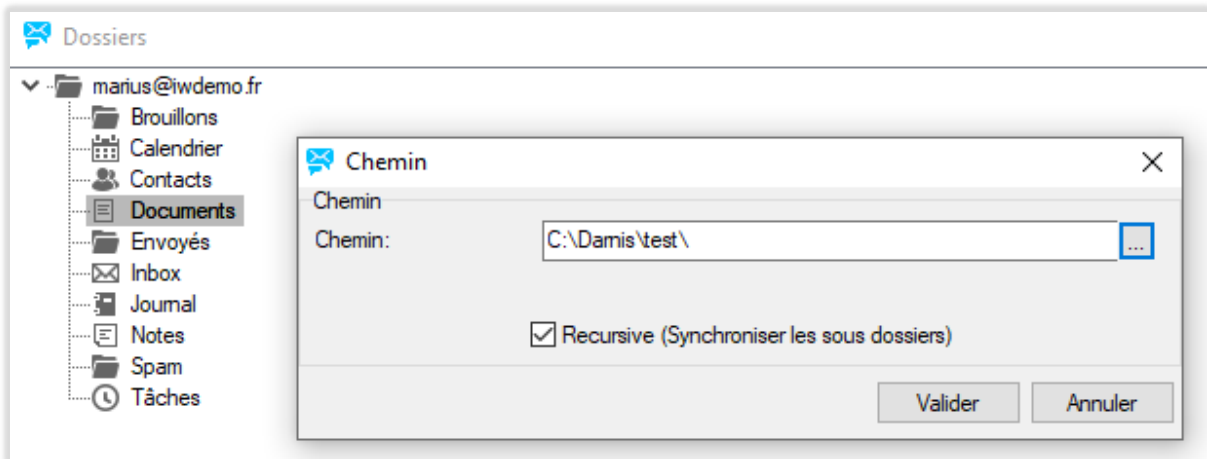 Dossiers
marius@iwdemo.fr
Brouillons
Calendrier
Contacts
Documents
Envoyés
Inbox
Journal
Notes
Spam
Tâches
Chemin
Chemin
Chemin:
C:\Damis\test\
...
Recursive (Synchroniser les sous dossiers)
Valider
Annuler